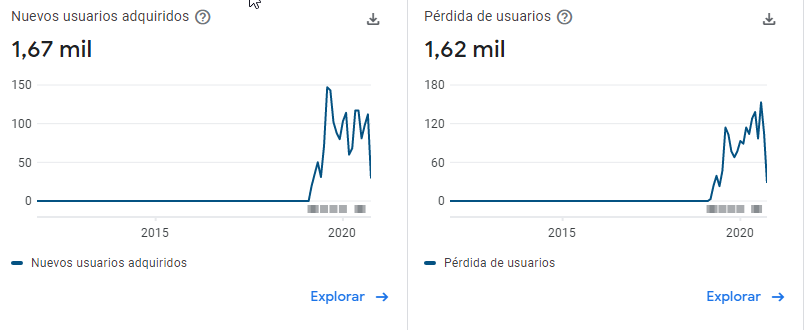 Nuevos usuarios adquiridos
1,67 mil
150
100
50
0
2015
2020
Nuevos usuarios adquiridos
Explorar
Pérdida de usuarios
1,62 mil
180
120
60
0
2015
2020
Pérdida de usuarios
Explorar